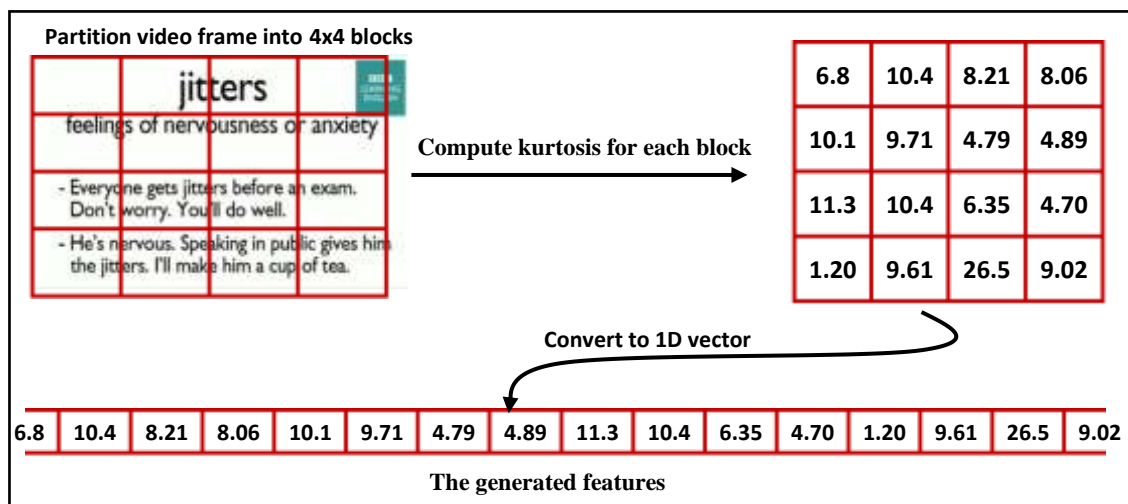 Partition video frame into 4x4 blocks
jitters
BBC
LEARNING
ENGLISH
feelings of nervousness or anxiety
- Everyone gets jitters before an exam.
Don't worry. You'll do well.
- He's nervous. Speaking in public gives him
the jitters. I'll make him a cup of tea.
Compute kurtosis for each block
6.8 10.4 8.21 8.06
10.1 9.71 4.79 4.89
11.3 10.4 6.35 4.70
1.20 9.61 26.5 9.02
Convert to 1D vector
6.8 10.4 8.21 8.06 10.1 9.71 4.79 4.89 11.3 10.4 6.35 4.70 1.20 9.61 26.5 9.02
The generated features